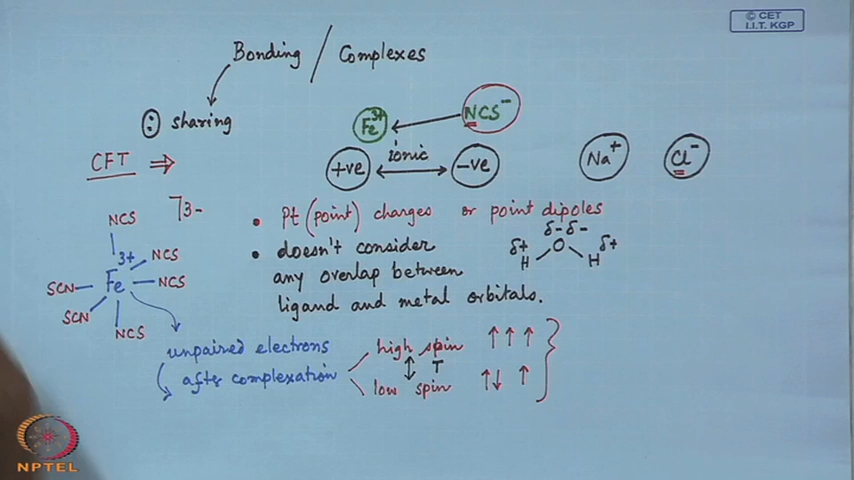 © CET
I.I.T. KGP
Bonding / Complexes
: sharing
Fe3+
NCS-
CFT ⇒
+ve
ionic
-ve
Na+
Cl-
NCS
]3-
3+
Fe
NCS
NCS
SCN
SCN
NCS
• Pt (point) charges or point dipoles
• doesn't consider
any overlap between
ligand and metal orbitals.
δ- δ-
δ+ O δ+
H H
unpaired electrons
after complexation
high spin ↑ ↑ ↑
T
low spin ↑↓ ↑
NPTEL